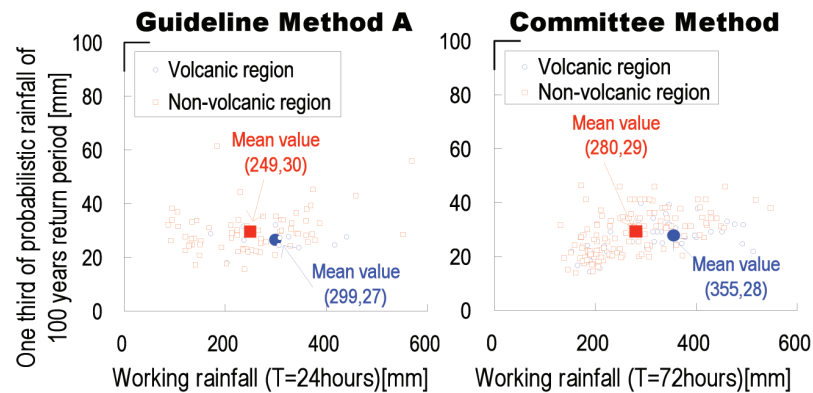 Guideline Method A
One third of probabilistic rainfall of
100 years return period [mm]
100
80
60
40
20
0
Volcanic region
Non-volcanic region
Mean value
(249,30)
Mean value
(299,27)
0
200
400
600
Working rainfall (T=24hours)[mm]
Committee Method
100
80
60
40
20
0
Volcanic region
Non-volcanic region
Mean value
(280,29)
Mean value
(355,28)
0
200
400
600
Working rainfall (T=72hours)[mm]